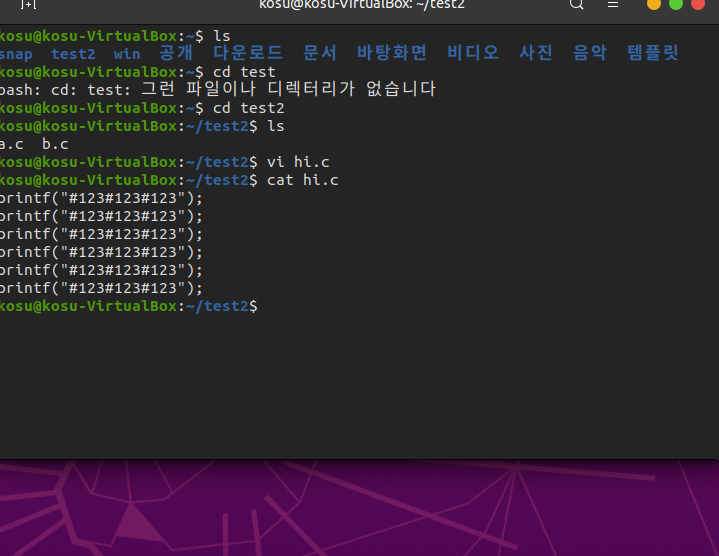 kosu@kosu-VirtualBox: ~/test2
kosu@kosu-VirtualBox:~$ ls
snap test2 win 공개 다운로드 문서 바탕화면 비디오 사진 음악 템플릿
kosu@kosu-VirtualBox:~$ cd test
bash: cd: test: 그런 파일이나 디렉터리가 없습니다
kosu@kosu-VirtualBox:~$ cd test2
kosu@kosu-VirtualBox:~/test2$ ls
a.c b.c
kosu@kosu-VirtualBox:~/test2$ vi hi.c
kosu@kosu-VirtualBox:~/test2$ cat hi.c
printf("#123#123#123");
printf("#123#123#123");
printf("#123#123#123");
printf("#123#123#123");
printf("#123#123#123");
printf("#123#123#123");
kosu@kosu-VirtualBox:~/test2$